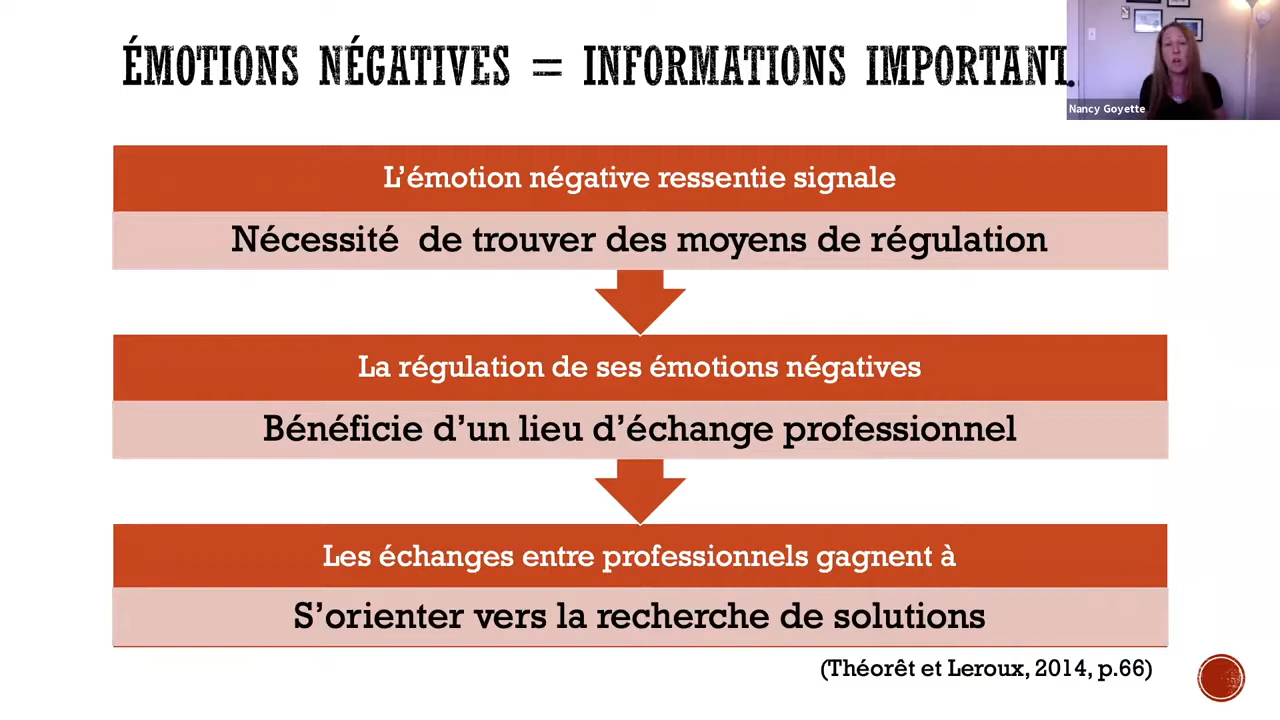 ÉMOTIONS NÉGATIVES = INFORMATIONS IMPORTANT
Nancy Goyette
L'émotion négative ressentie signale
Nécessité de trouver des moyens de régulation
La régulation de ses émotions négatives
Bénéficie d'un lieu d'échange professionnel
Les échanges entre professionnels gagnent à
S'orienter vers la recherche de solutions
(Théorêt et Leroux, 2014, p.66)